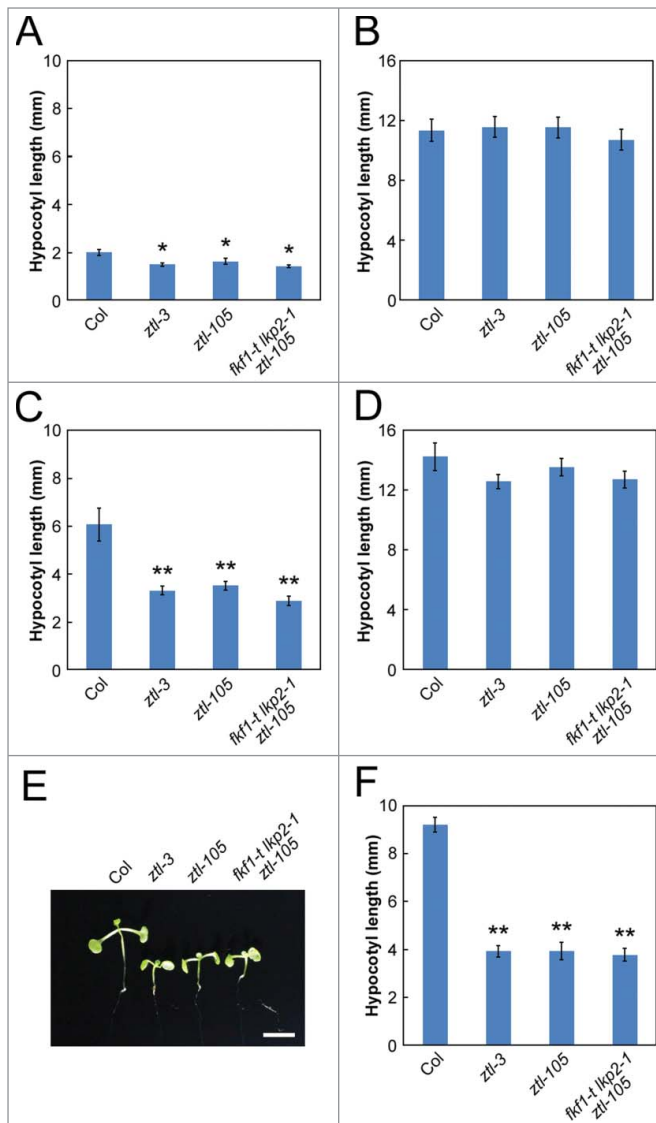 A
Hypocotyl length (mm)
10
8
6
4
2
0
*
*
*
Col
ztl-3
ztl-105
fkf1-t lkp2-1
ztl-105
B
Hypocotyl length (mm)
16
12
8
4
0
Col
ztl-3
ztl-105
fkf1-t lkp2-1
ztl-105
C
Hypocotyl length (mm)
10
8
6
4
2
0
**
**
**
Col
ztl-3
ztl-105
fkf1-t lkp2-1
ztl-105
D
Hypocotyl length (mm)
16
12
8
4
0
Col
ztl-3
ztl-105
fkf1-t lkp2-1
ztl-105
E
Col
ztl-3
ztl-105
fkf1-t lkp2-1
ztl-105
F
Hypocotyl length (mm)
10
8
6
4
2
0
**
**
**
Col
ztl-3
ztl-105
fkf1-t lkp2-1
ztl-105